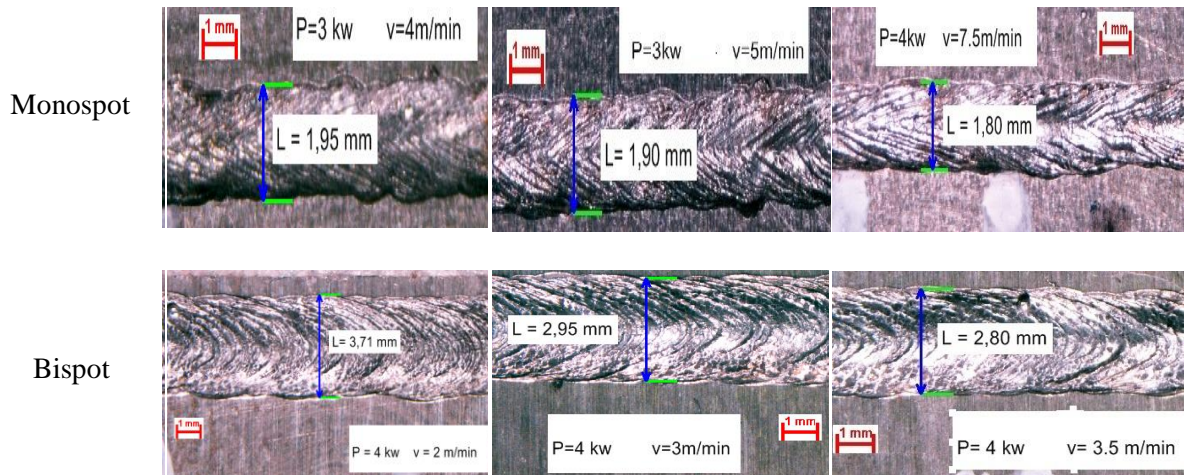 Monospot
1 mm
P=3 kw v=4m/min
L = 1,95 mm
1 mm
P=3kw v=5m/min
L= 1,90 mm
P=4kw v=7.5m/min
1 mm
L = 1,80 mm
Bispot
L= 3,71 mm
1 mm
P = 4 kw v = 2 m/min
L = 2,95 mm
P=4 kw v=3m/min
1 mm
L = 2,80 mm
1 mm
P= 4 kw v= 3.5 m/min